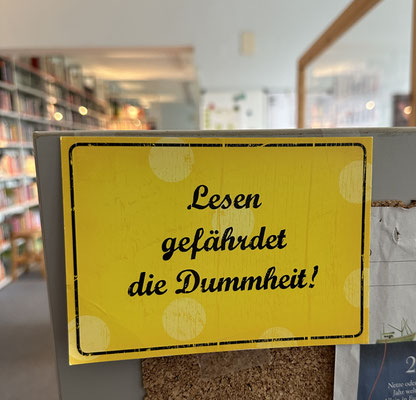 Lesen
gefährdet
die Dummheit!